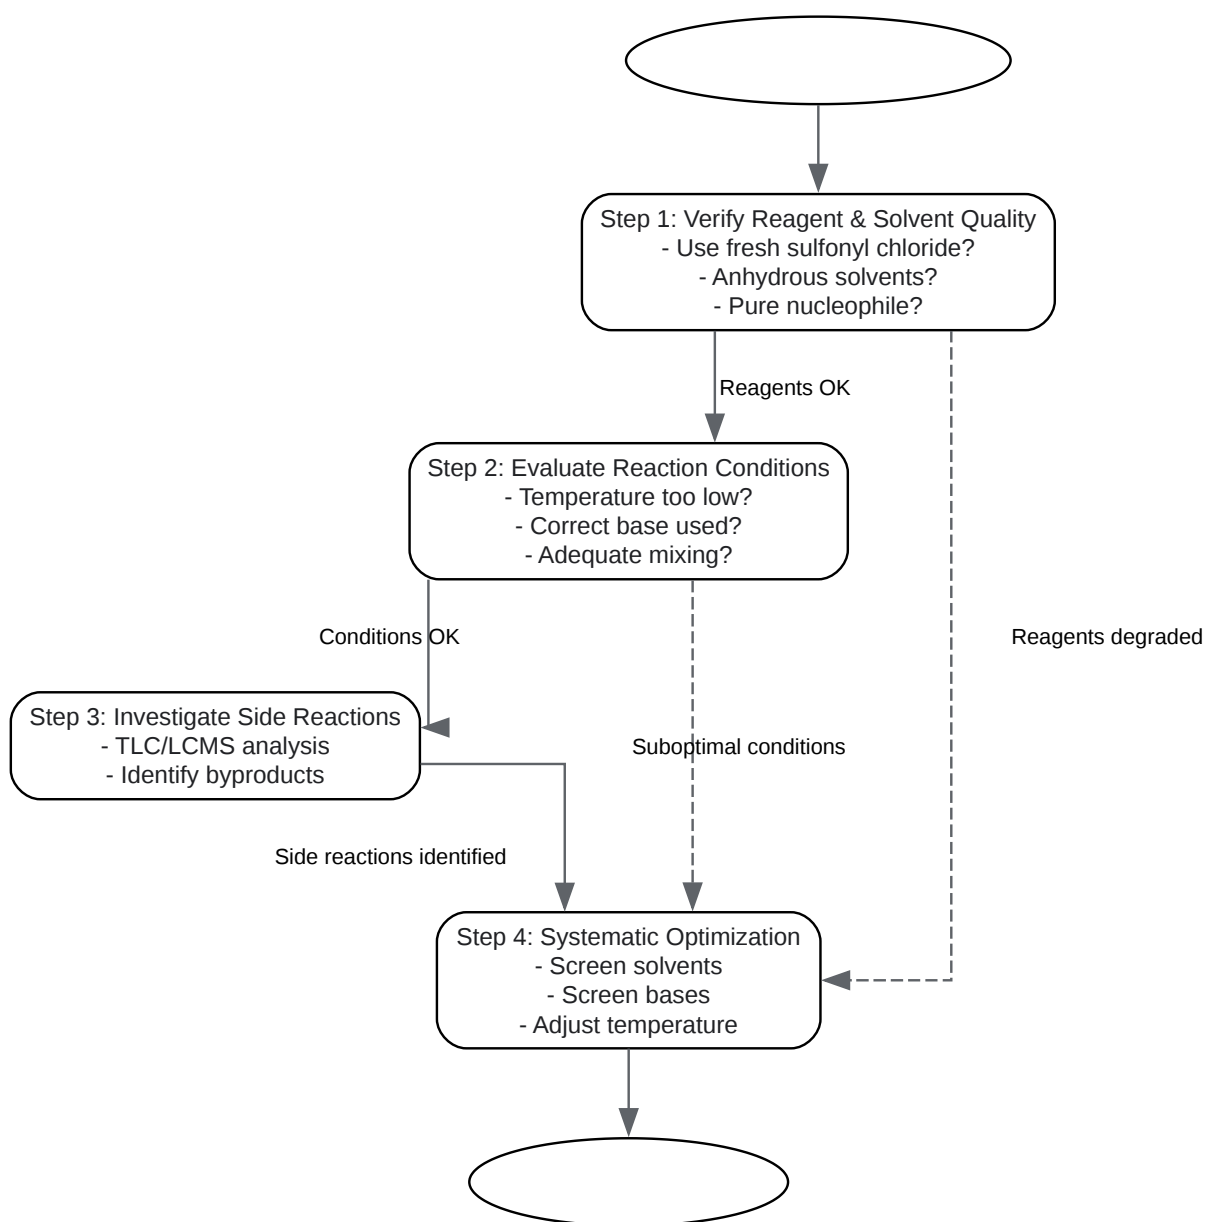 Step 1: Verify Reagent & Solvent Quality
- Use fresh sulfonyl chloride?
- Anhydrous solvents?
- Pure nucleophile?
Reagents OK
Step 2: Evaluate Reaction Conditions
- Temperature too low?
- Correct base used?
- Adequate mixing?
Conditions OK
Reagents degraded
Step 3: Investigate Side Reactions
- TLC/LCMS analysis
- Identify byproducts
Suboptimal conditions
Side reactions identified
Step 4: Systematic Optimization
- Screen solvents
- Screen bases
- Adjust temperature